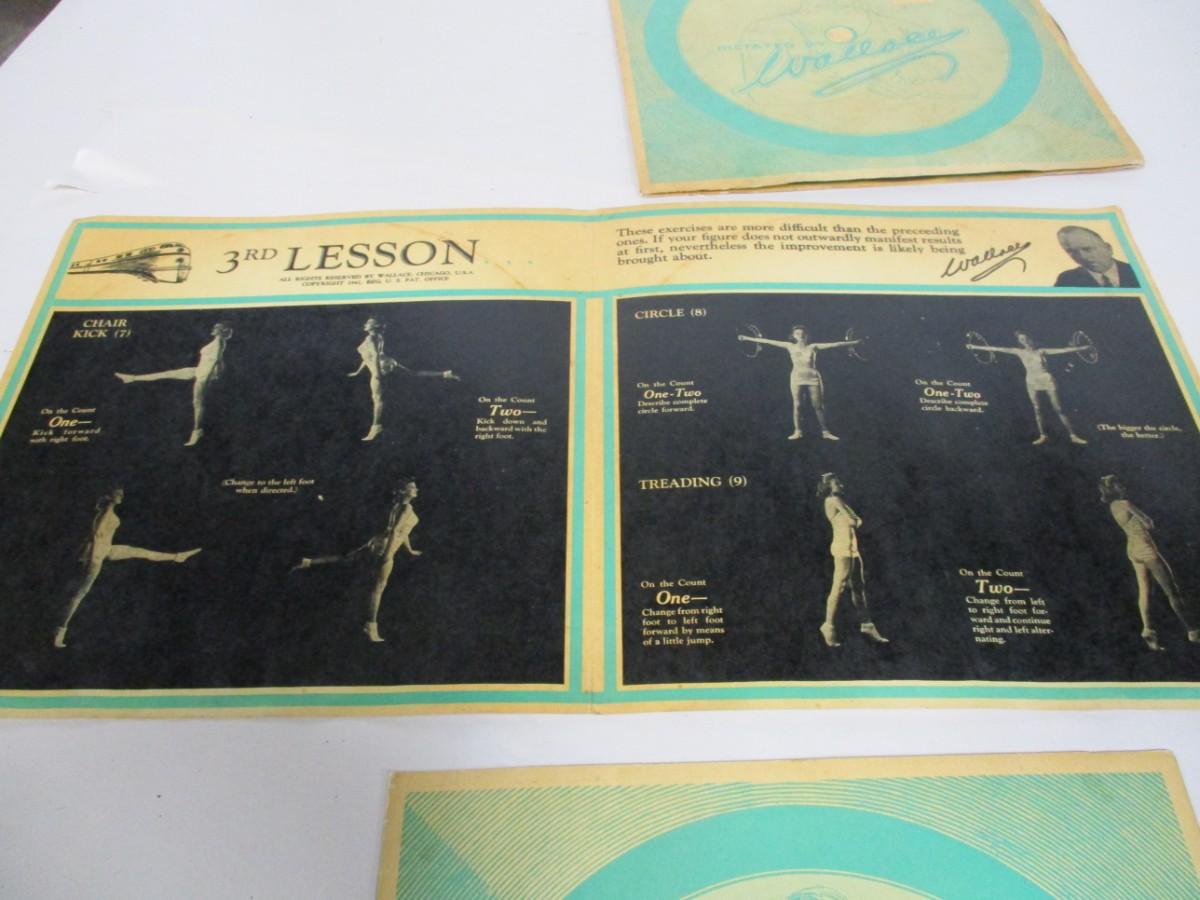 DICTATED BY
Wallace
3RD LESSON....
ALL RIGHTS RESERVED BY WALLACE, CHICAGO, U.S.A.
COPYRIGHT 1941, REG. U. S. PAT. OFFICE
These exercises are more difficult than the preceeding
ones. If your figure does not outwardly manifest results
at first, nevertheless the improvement is likely being
brought about.
Wallace
CHAIR
KICK (7)
On the Count
One—
Kick forward
with right foot.
On the Count
Two—
Kick down and
backward with the
right foot.
(Change to the left foot
when directed.)
CIRCLE (8)
On the Count
One-Two
Describe complete
circle forward.
On the Count
One-Two
Describe complete
circle backward.
(The bigger the circle,
the better.)
TREADING (9)
On the Count
One—
Change from right
foot to left foot
forward by means
of a little jump.
On the Count
Two—
Change from left
to right foot for-
ward and continue
right and left alter-
nating.